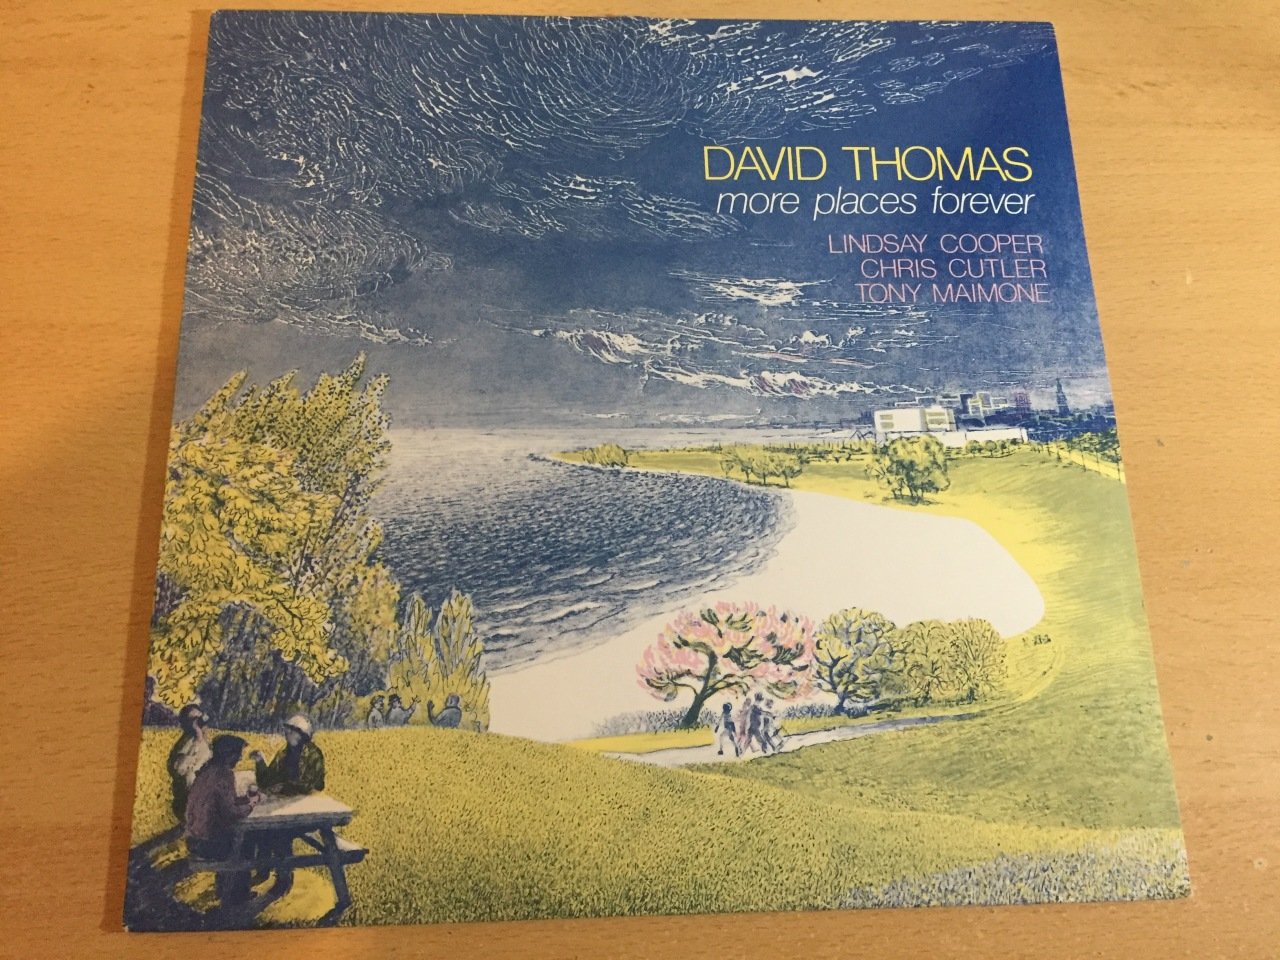 DAVID THOMAS
more places forever
LINDSAY COOPER
CHRIS CUTLER
TONY MAIMONE